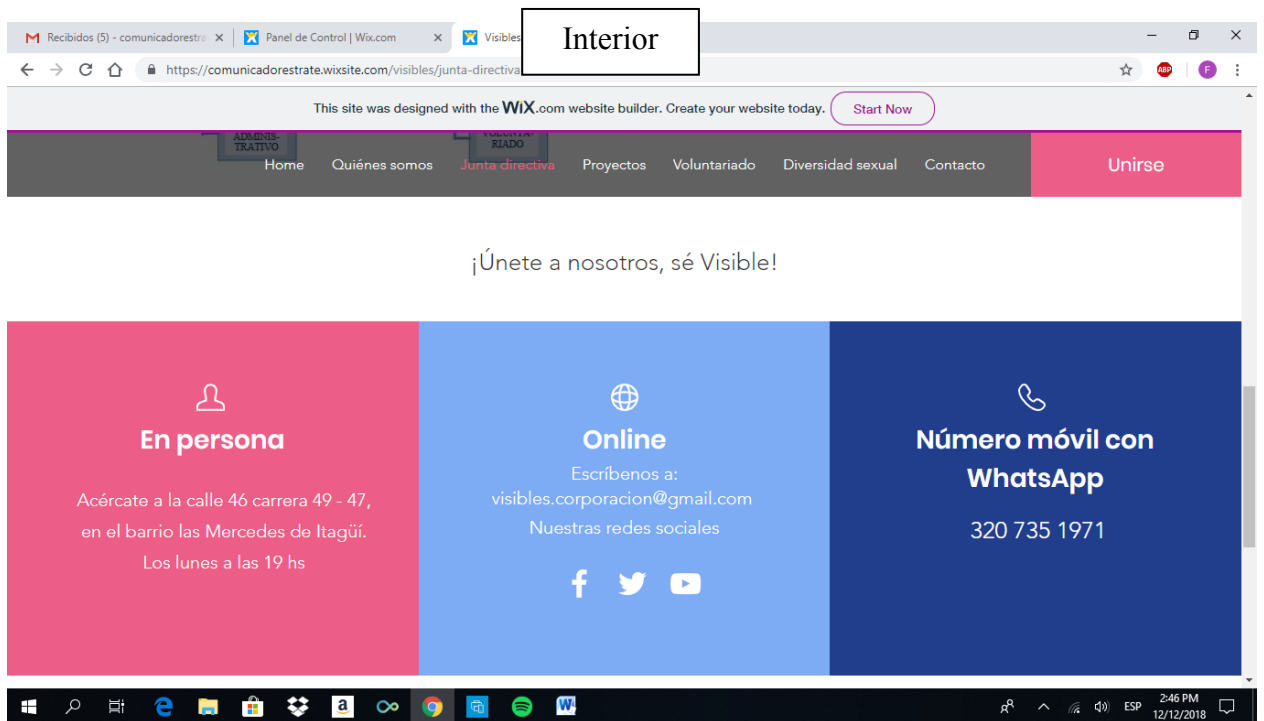 Interior
Recibidos (5) - comunicadorestra
Panel de Control | Wix.com
Visibles
https://comunicadorestrate.wixsite.com/visibles/junta-directiva
ABP
F
This site was designed with the WiX.com website builder. Create your website today. Start Now
ADMINIS-
TRATIVO
VOLUNTA-
RIADO
Home Quiénes somos Junta directiva Proyectos Voluntariado Diversidad sexual Contacto Unirse
¡Únete a nosotros, sé Visible!
En persona
Acércate a la calle 46 carrera 49 - 47,
en el barrio las Mercedes de Itagüí.
Los lunes a las 19 hs
Online
Escríbenos a:
visibles.corporacion@gmail.com
Nuestras redes sociales
Número móvil con
WhatsApp
320 735 1971
ESP
2:46 PM
12/12/2018